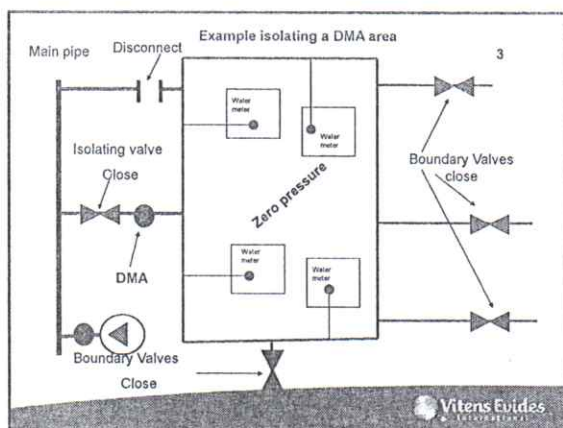 Example isolating a DMA area
3
Main pipe
Disconnect
Water
meter
Water
meter
Isolating valve
Close
Boundary Valves
close
Zero pressure
DMA
Water
meter
Water
meter
Boundary Valves
Close
Vitens Evides
International